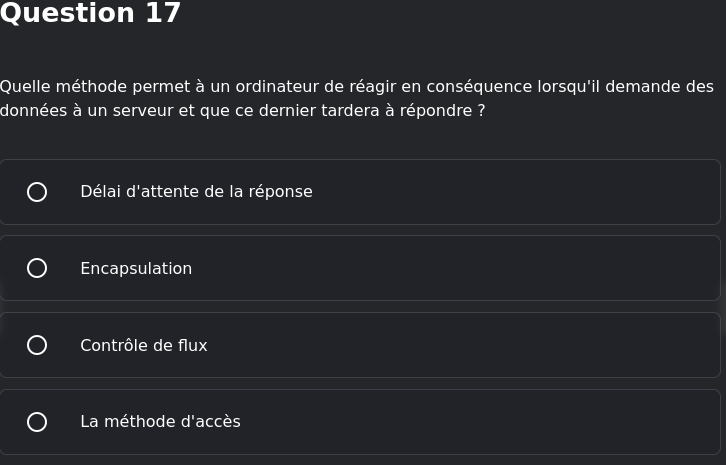 Question 17
Quelle méthode permet à un ordinateur de réagir en conséquence lorsqu'il demande des
données à un serveur et que ce dernier tardera à répondre ?
Délai d'attente de la réponse
Encapsulation
Contrôle de flux
La méthode d'accès